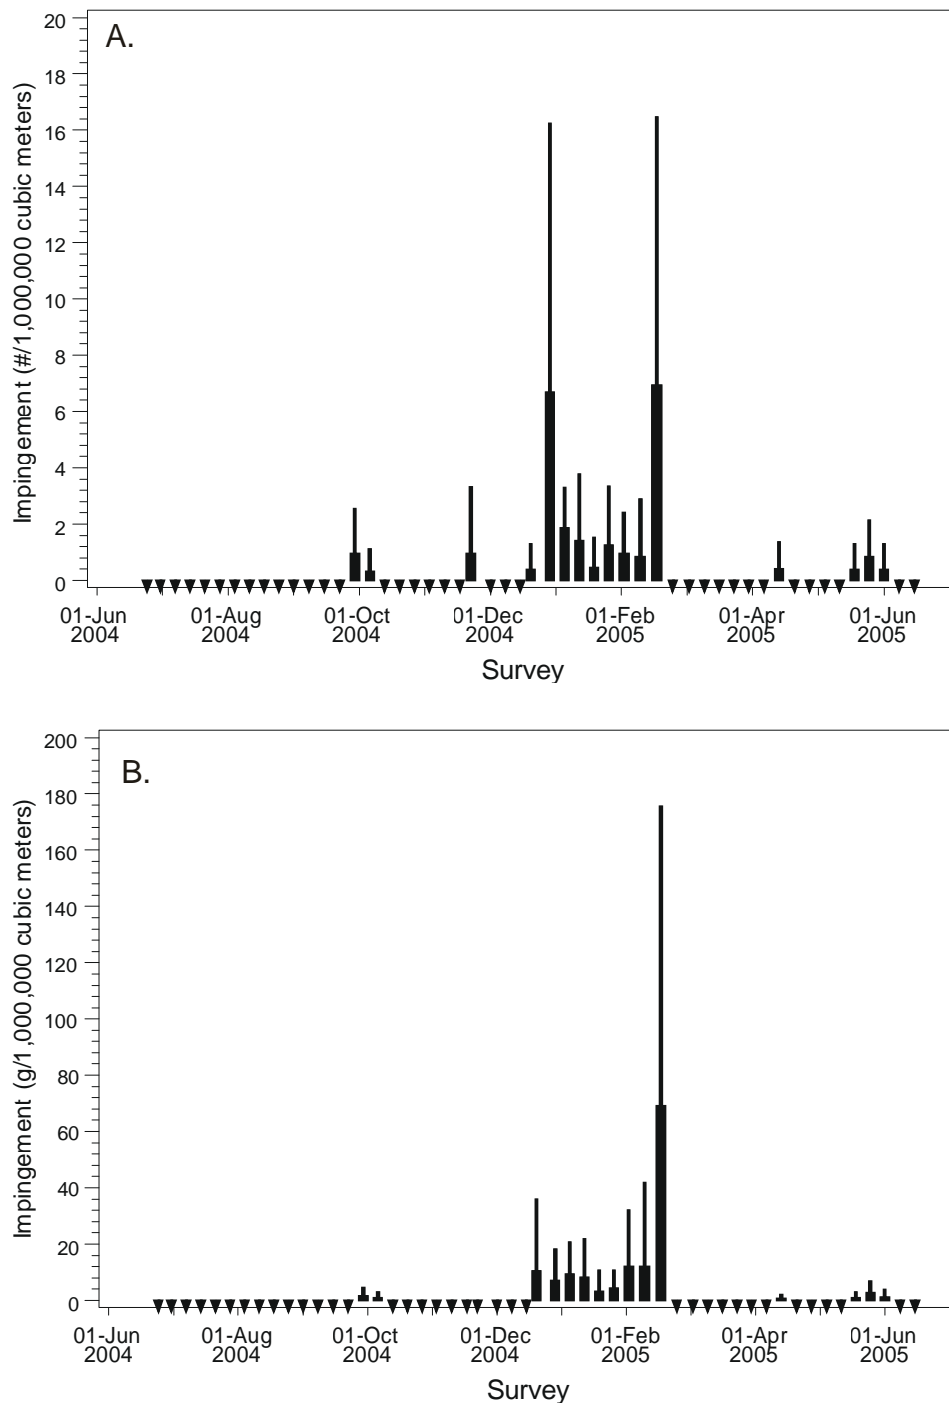 A.
Impingement (#/1,000,000 cubic meters)
20
18
16
14
12
10
8
6
4
2
0
01-Jun 01-Aug 01-Oct 01-Dec 01-Feb 01-Apr 01-Jun
2004 2004 2004 2004 2005 2005 2005
Survey
B.
Impingement (g/1,000,000 cubic meters)
200
180
160
140
120
100
80
60
40
20
0
01-Jun 01-Aug 01-Oct 01-Dec 01-Feb 01-Apr 01-Jun
2004 2004 2004 2004 2005 2005 2005
Survey